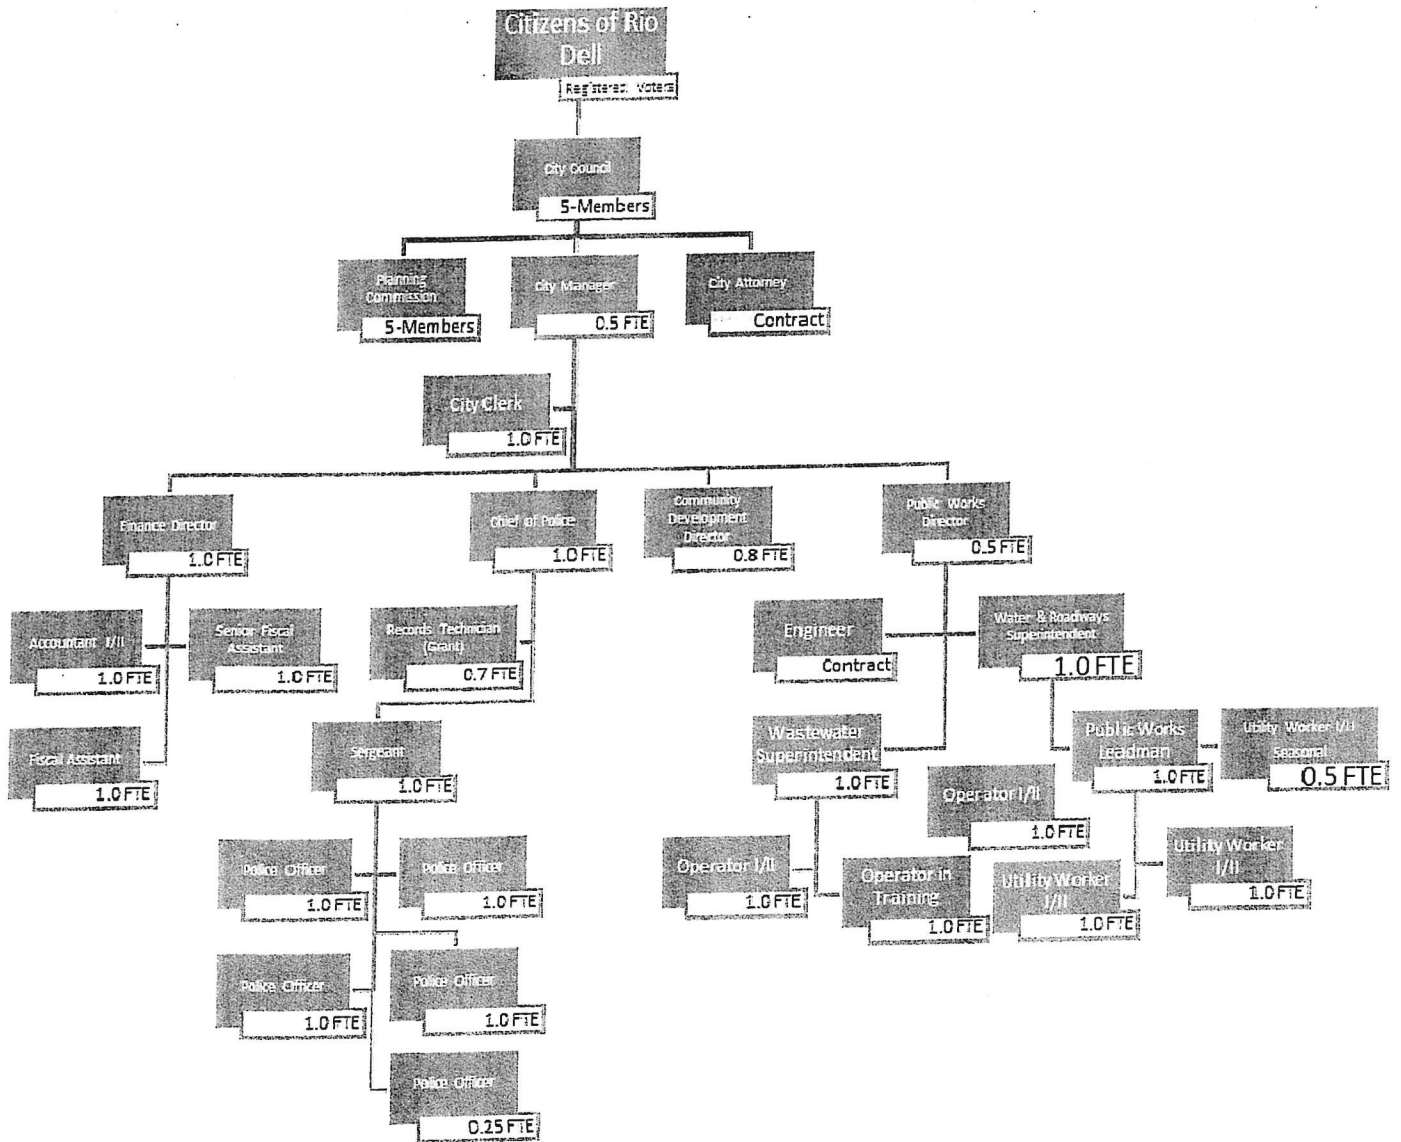 Citizens of Rio
Dell
Registered Voters
City Council
5-Members
Planning
Commission
5-Members
City Manager
0.5 FTE
City Attorney
Contract
City Clerk
1.0 FTE
Finance Director
1.0 FTE
Chief of Police
1.0 FTE
Community
Development
Director
0.8 FTE
Public Works
Director
0.5 FTE
Accountant I/II
1.0 FTE
Senior Fiscal
Assistant
1.0 FTE
Records Technician
(Grant)
0.7 FTE
Engineer
Contract
Water & Roadways
Superintendent
1.0 FTE
Fiscal Assistant
1.0 FTE
Sergeant
1.0 FTE
Wastewater
Superintendent
1.0 FTE
Public Works
Leadman
1.0 FTE
Utility Worker I/II
Seasonal
0.5 FTE
Operator I/II
1.0 FTE
Police Officer
1.0 FTE
Police Officer
1.0 FTE
Operator I/II
1.0 FTE
Operator in
Training
1.0 FTE
Utility Worker
I/II
1.0 FTE
Utility Worker
I/II
1.0 FTE
Police Officer
1.0 FTE
Police Officer
1.0 FTE
Police Officer
0.25 FTE